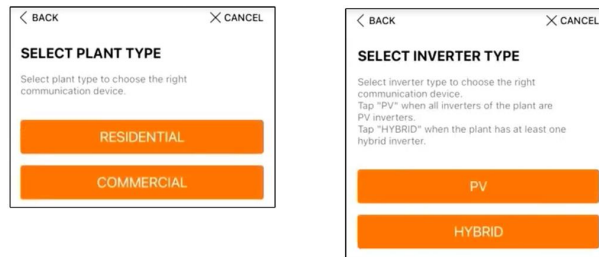 BACK
CANCEL
SELECT PLANT TYPE
Select plant type to choose the right
communication device.
RESIDENTIAL
COMMERCIAL
BACK
CANCEL
SELECT INVERTER TYPE
Select inverter type to choose the right
communication device.
Tap "PV" when all inverters of the plant are
PV inverters.
Tap "HYBRID" when the plant has at least one
hybrid inverter.
PV
HYBRID